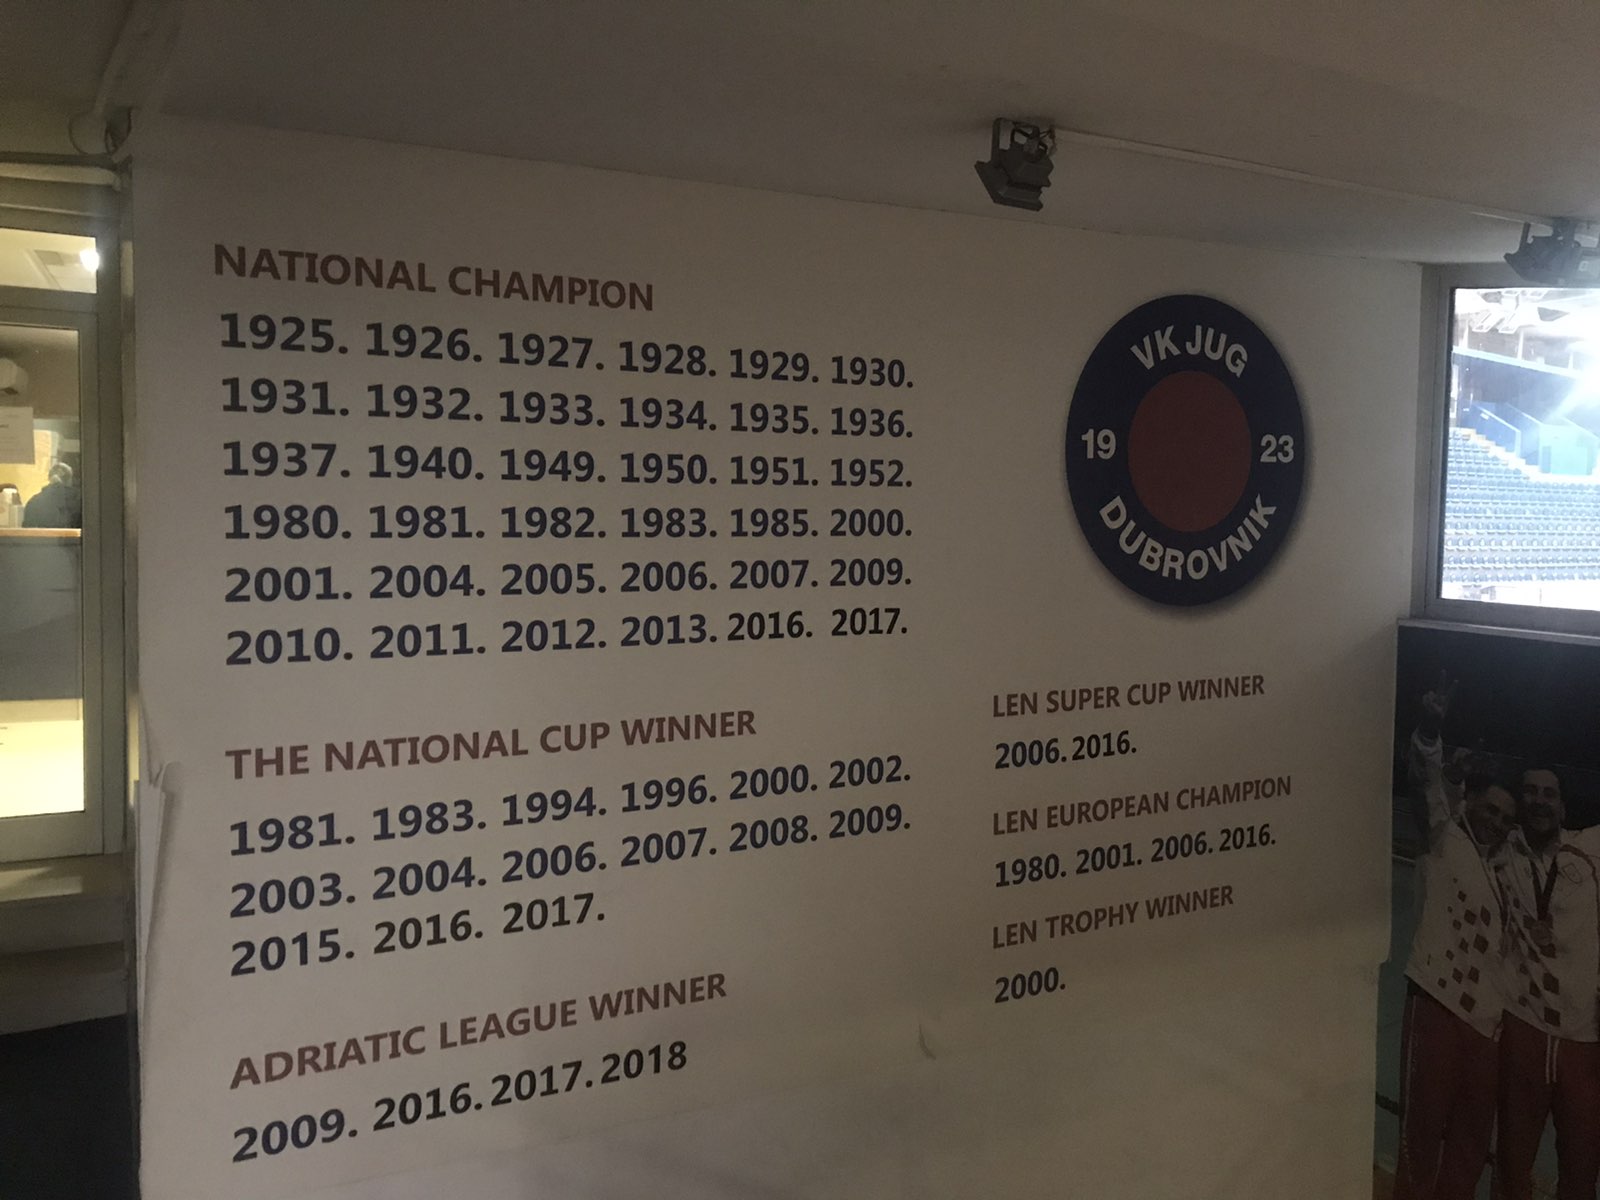 NATIONAL CHAMPION
1925. 1926. 1927. 1928. 1929. 1930.
1931. 1932. 1933. 1934. 1935. 1936.
1937. 1940. 1949. 1950. 1951. 1952.
1980. 1981. 1982. 1983. 1985. 2000.
2001. 2004. 2005. 2006. 2007. 2009.
2010. 2011. 2012. 2013. 2016. 2017.
THE NATIONAL CUP WINNER
1981. 1983. 1994. 1996. 2000. 2002.
2003. 2004. 2006. 2007. 2008. 2009.
2015. 2016. 2017.
ADRIATIC LEAGUE WINNER
2009. 2016. 2017. 2018
VK JUG
19 23
DUBROVNIK
LEN SUPER CUP WINNER
2006. 2016.
LEN EUROPEAN CHAMPION
1980. 2001. 2006. 2016.
LEN TROPHY WINNER
2000.